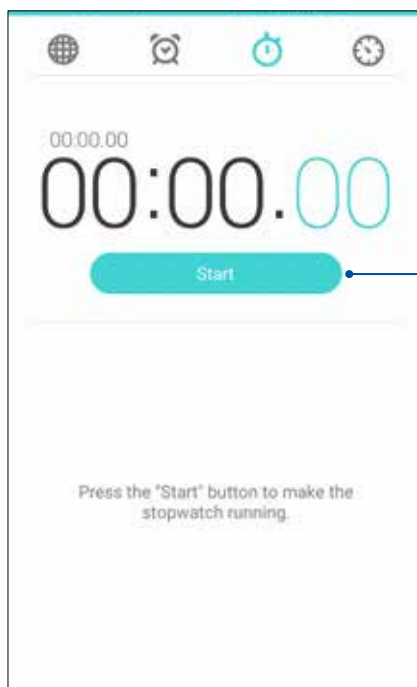 00:00.00
00:00.00
Start
Press the "Start" button to make the
stopwatch running.